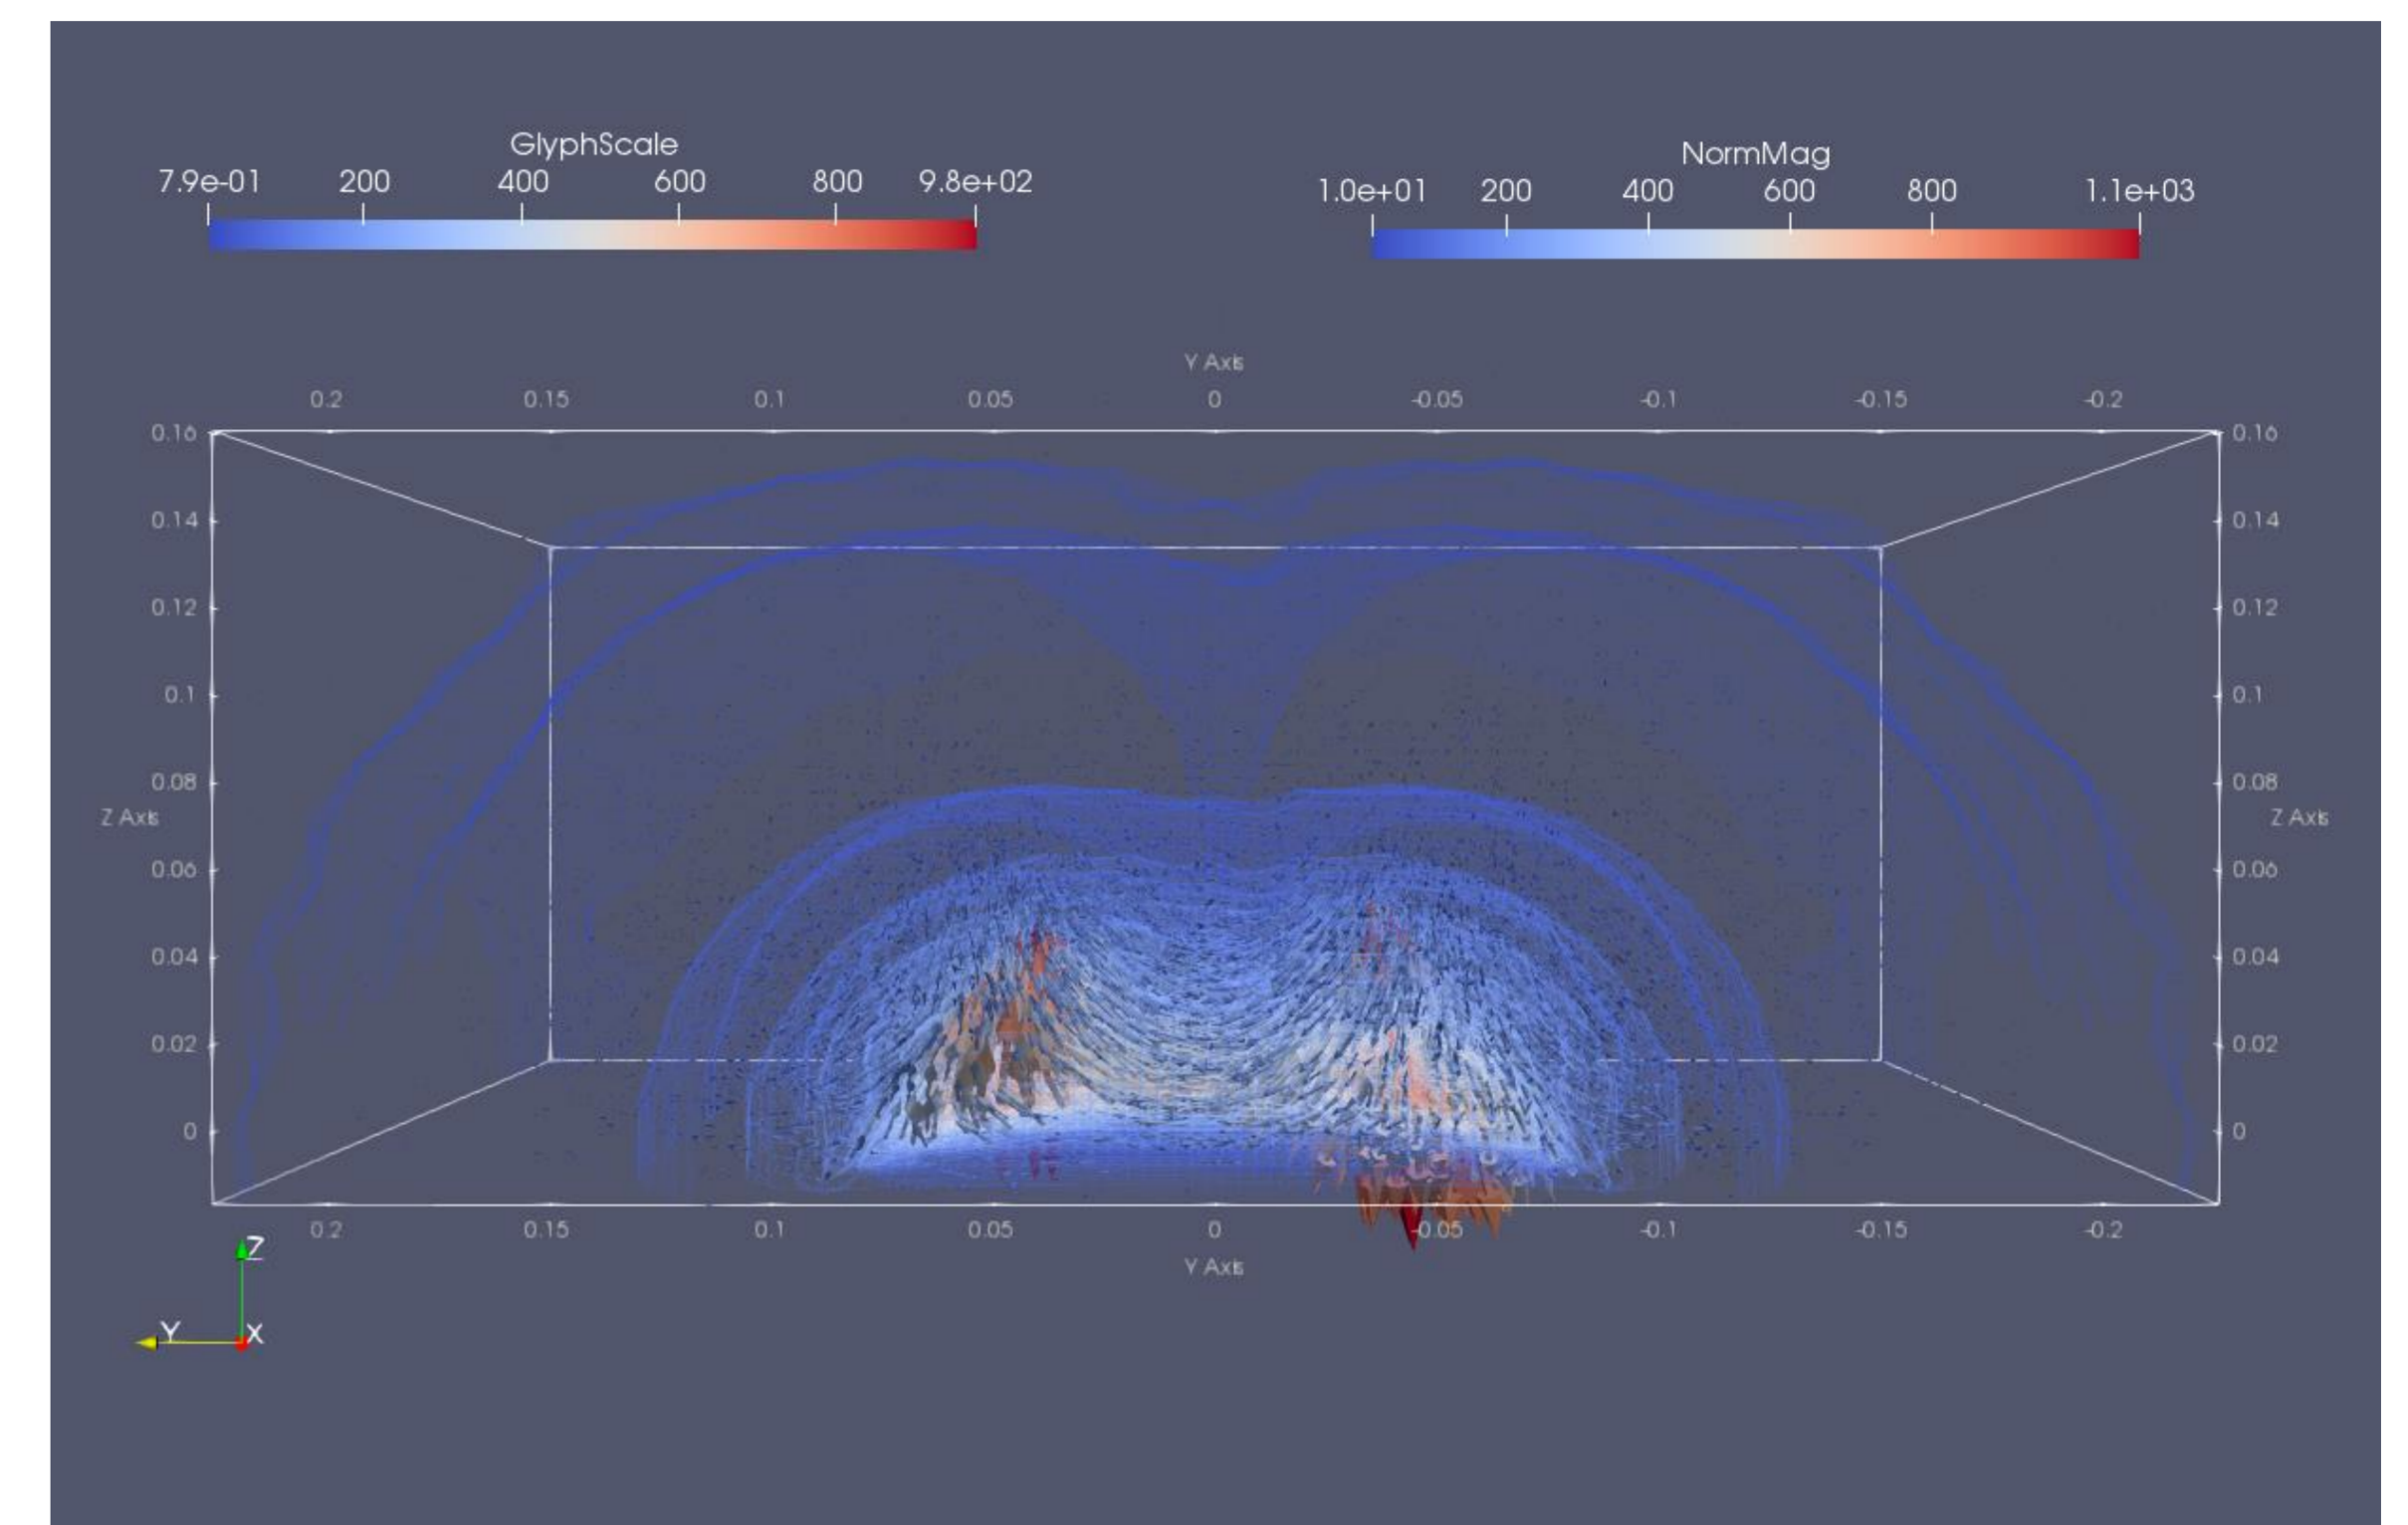 GlyphScale
7.9e-01 200 400 600 800 9.8e+02
NormMag
1.0e+01 200 400 600 800 1.1e+03
Y Axis
0.2 0.15 0.1 0.05 0 -0.05 -0.1 -0.15 -0.2
0.16 0.16
0.14 0.14
0.12 0.12
0.1 0.1
0.08 0.08
Z Axis Z Axis
0.06 0.06
0.04 0.04
0.02 0.02
0 0
0.2 0.15 0.1 0.05 0 -0.05 -0.1 -0.15 -0.2
Y Axis
Z
Y X